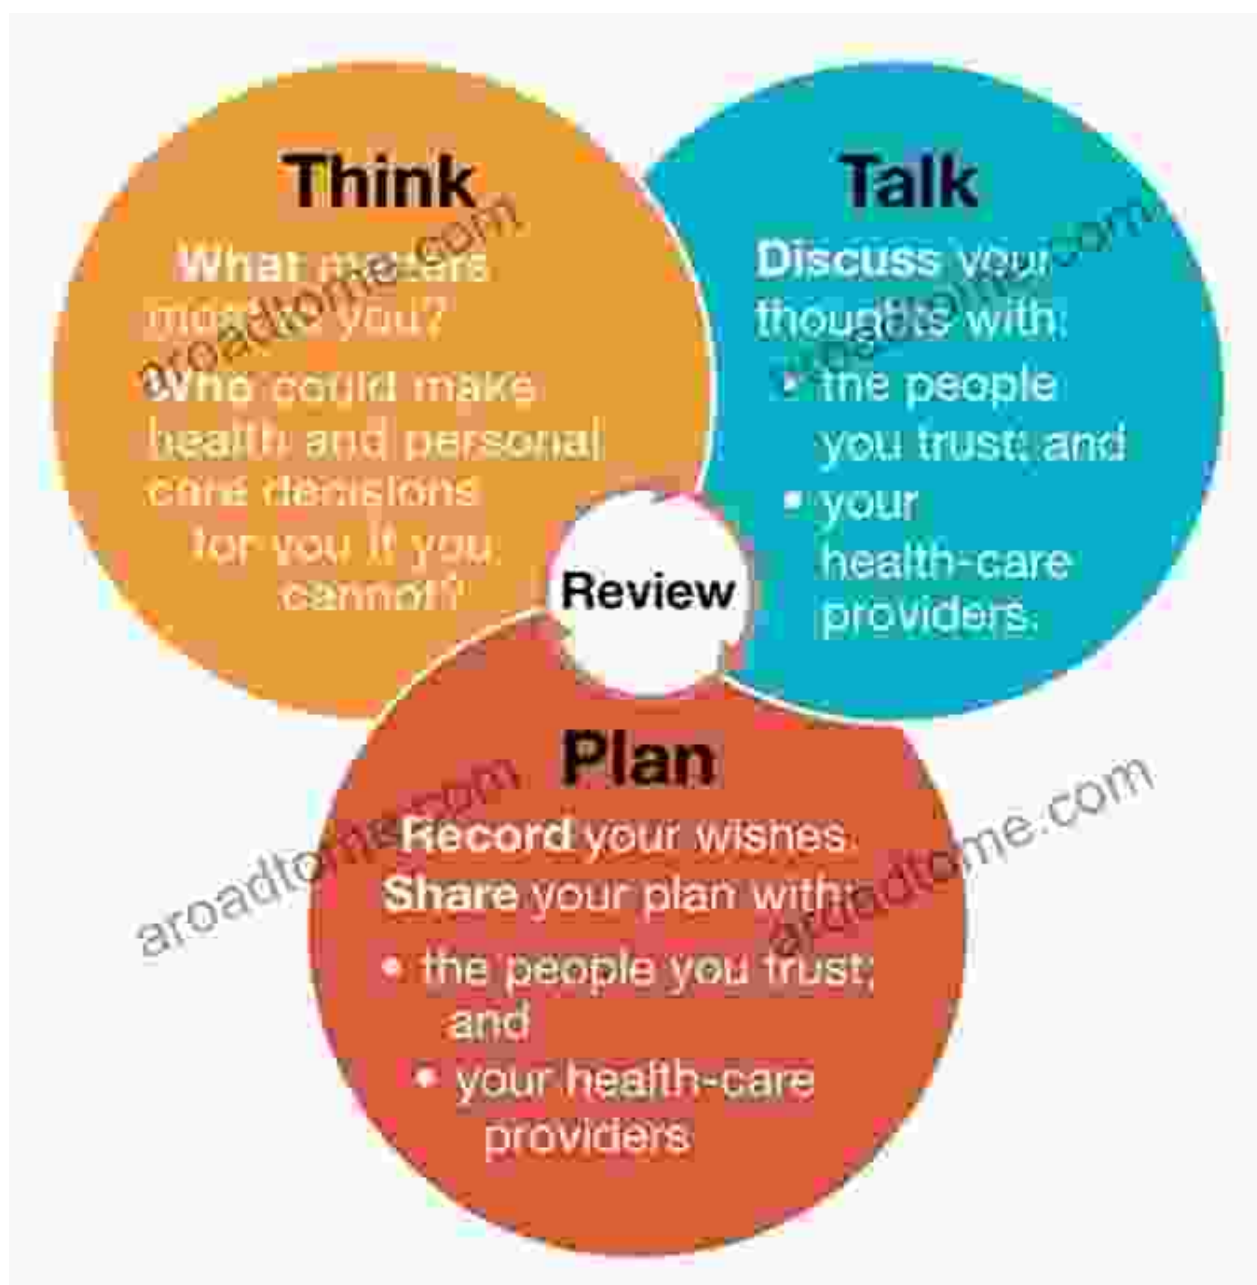 Think
What matters
most to you?
Who could make
health and personal
care decisions
for you if you
cannot?
Talk
Discuss your
thoughts with:
• the people
you trust; and
• your
health-care
providers.
Review
Plan
Record your wishes.
Share your plan with:
• the people you trust;
and
• your health-care
providers
aroadtome.com
aroadtome.com
aroadtome.com
aroadtome.com